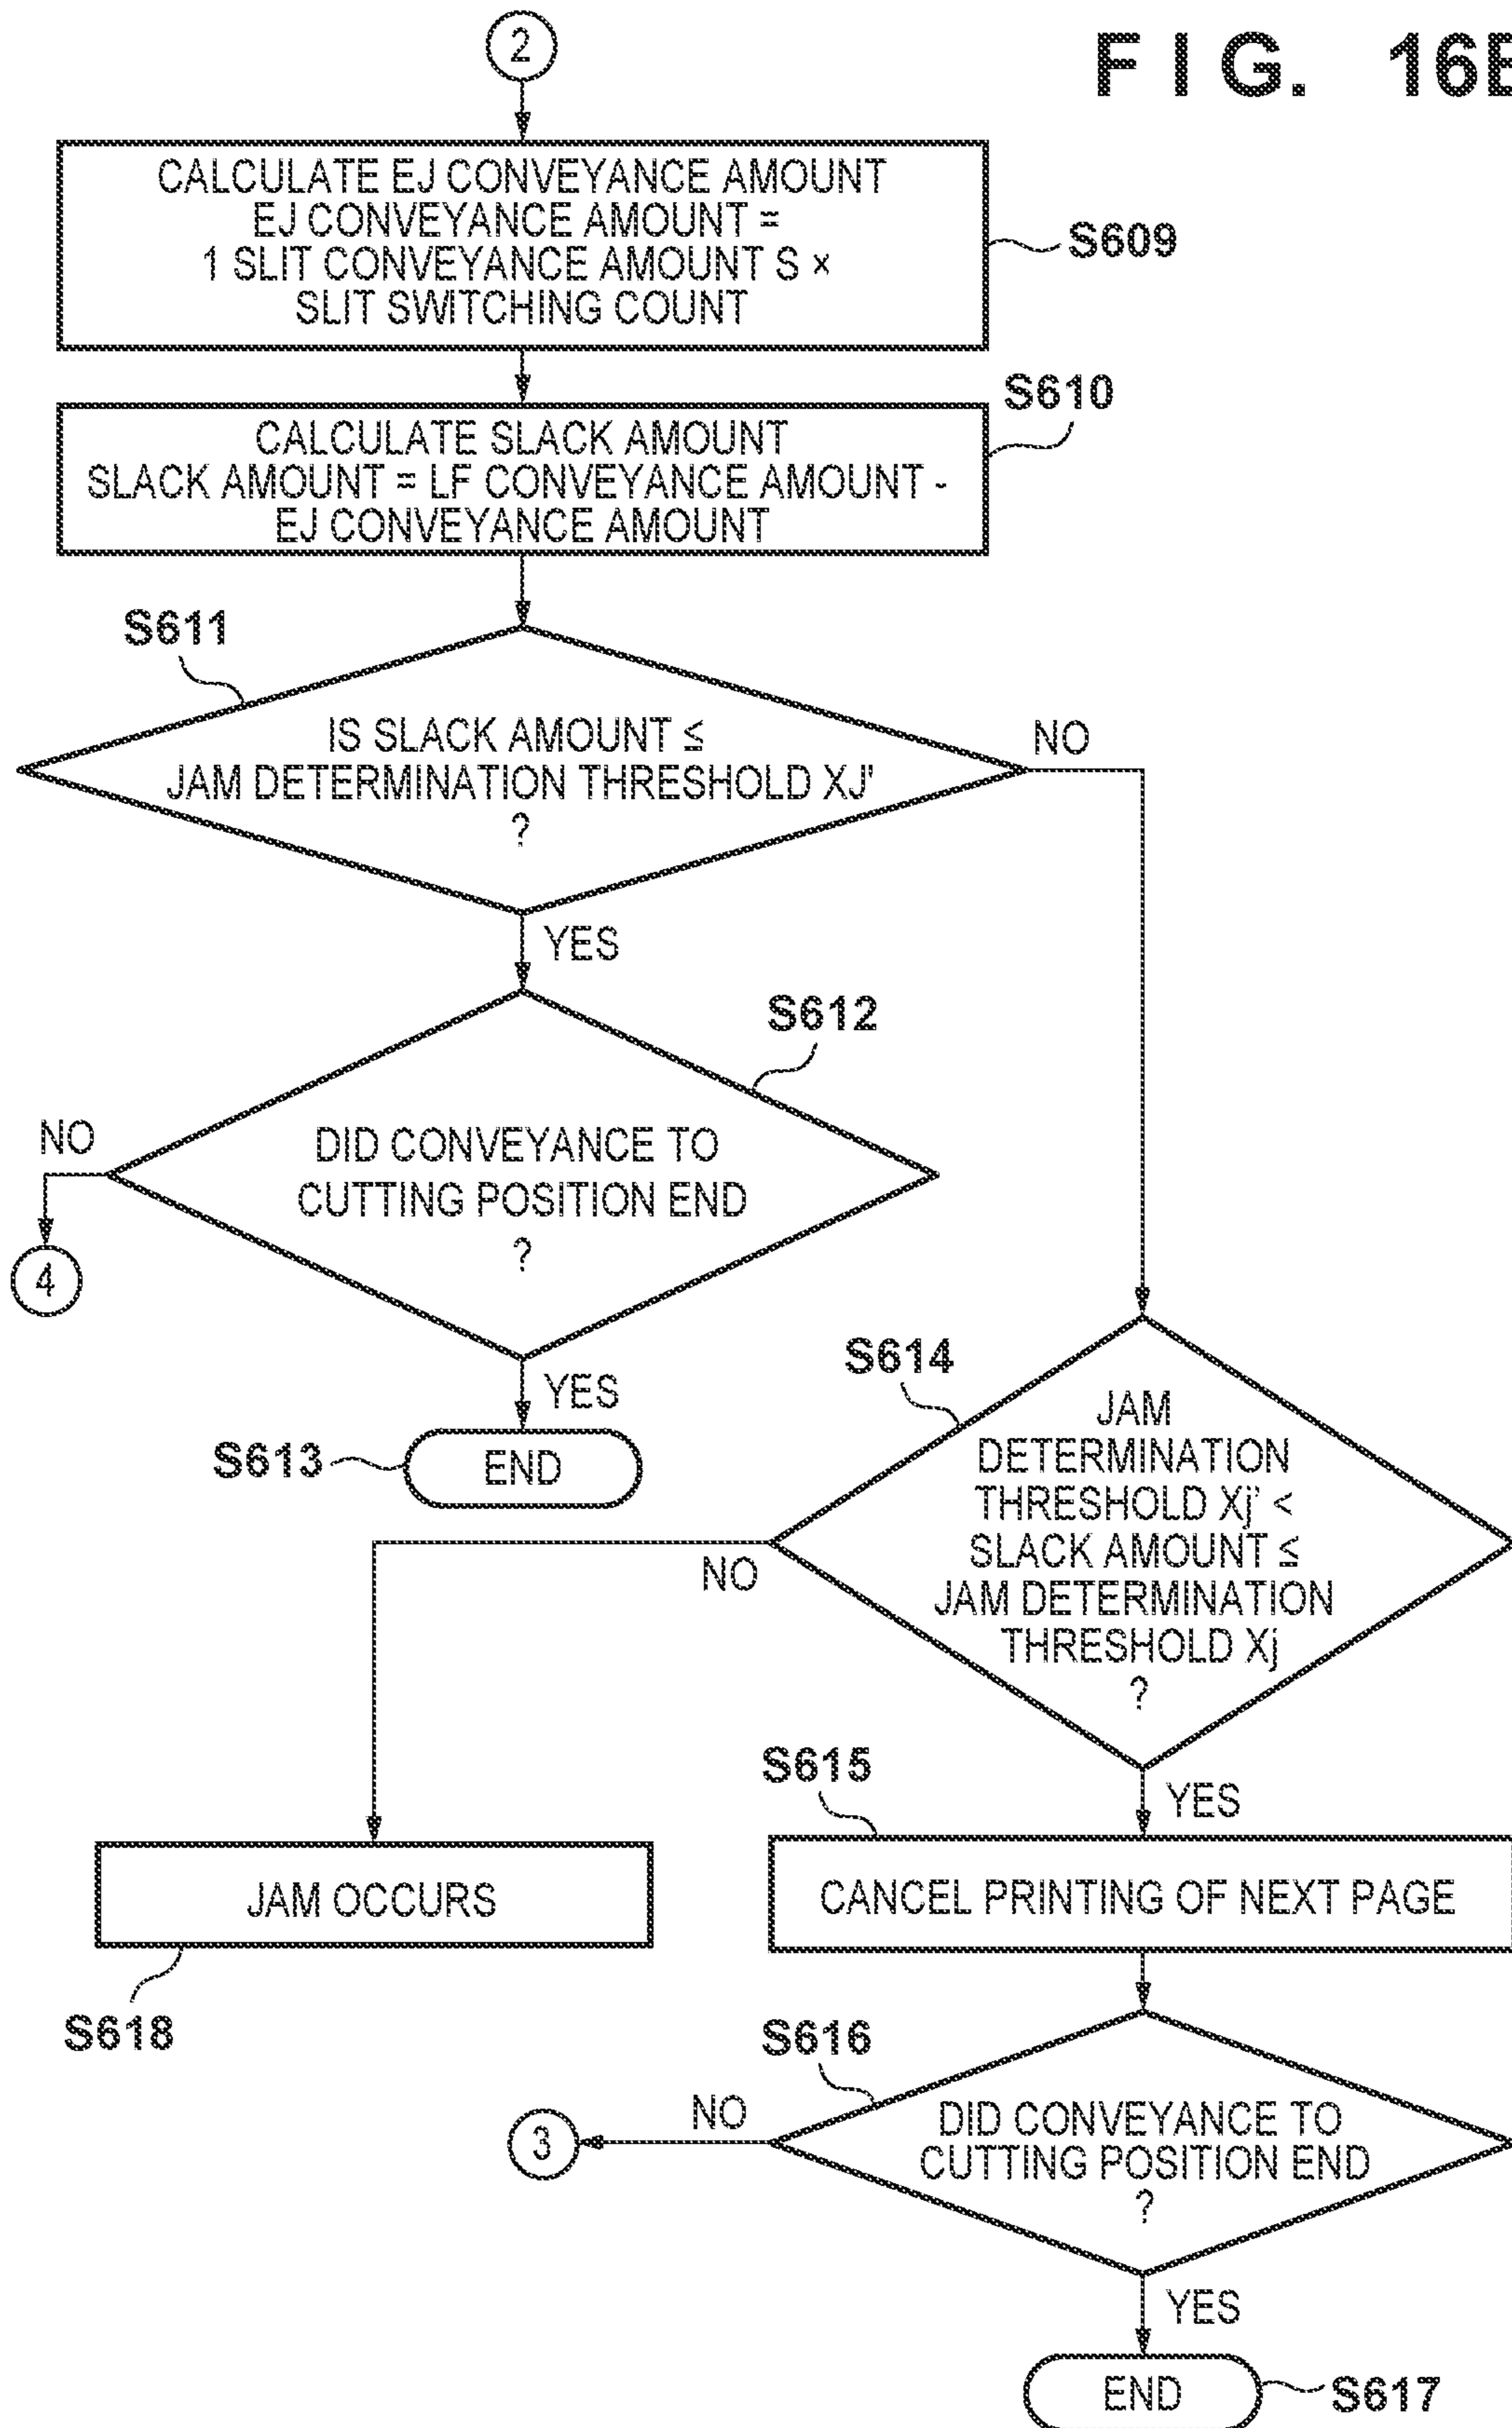 2
F I G. 16B
CALCULATE EJ CONVEYANCE AMOUNT
EJ CONVEYANCE AMOUNT =
1 SLIT CONVEYANCE AMOUNT S ×
SLIT SWITCHING COUNT
S609
S610
CALCULATE SLACK AMOUNT
SLACK AMOUNT = LF CONVEYANCE AMOUNT -
EJ CONVEYANCE AMOUNT
S611
IS SLACK AMOUNT ≤
JAM DETERMINATION THRESHOLD XJ'
?
NO
YES
S612
NO
DID CONVEYANCE TO
CUTTING POSITION END
?
4
YES
S613
END
S614
JAM
DETERMINATION
THRESHOLD Xj' <
SLACK AMOUNT ≤
JAM DETERMINATION
THRESHOLD Xj
?
NO
YES
S615
JAM OCCURS
CANCEL PRINTING OF NEXT PAGE
S618
S616
NO
3
DID CONVEYANCE TO
CUTTING POSITION END
?
YES
END
S617